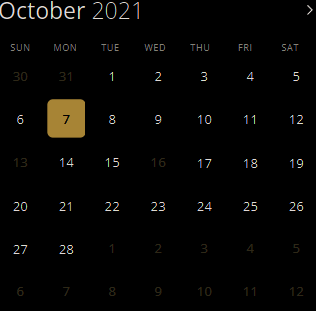 October 2021 >
SUN MON TUE WED THU FRI SAT
30 31 1 2 3 4 5
6 7 8 9 10 11 12
13 14 15 16 17 18 19
20 21 22 23 24 25 26
27 28 1 2 3 4 5
6 7 8 9 10 11 12